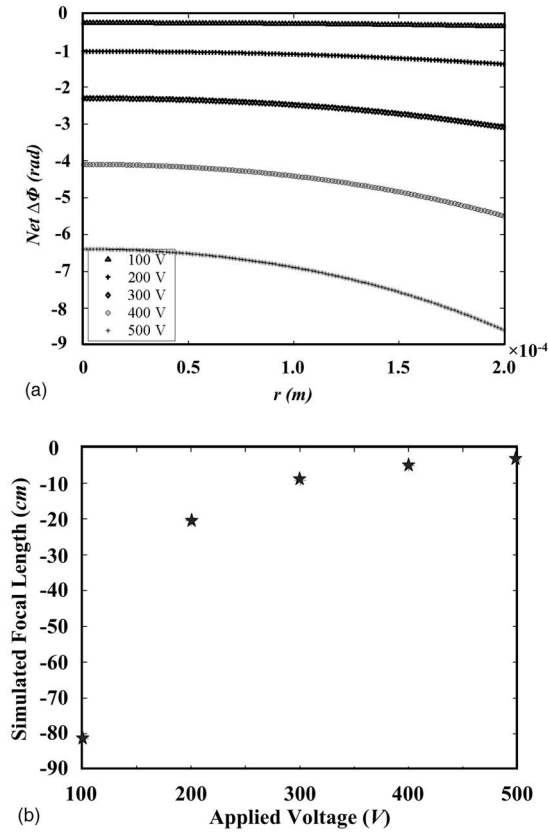 0
-1
-2
-3
-4
-5
-6
-7
-8
-9
Net ΔΦ (rad)
100 V
200 V
300 V
400 V
500 V
0 0.5 1.0 1.5 2.0
×10⁻⁴
r (m)
(a)
0
-10
-20
-30
-40
-50
-60
-70
-80
-90
Simulated Focal Length (cm)
100 200 300 400 500
Applied Voltage (V)
(b)